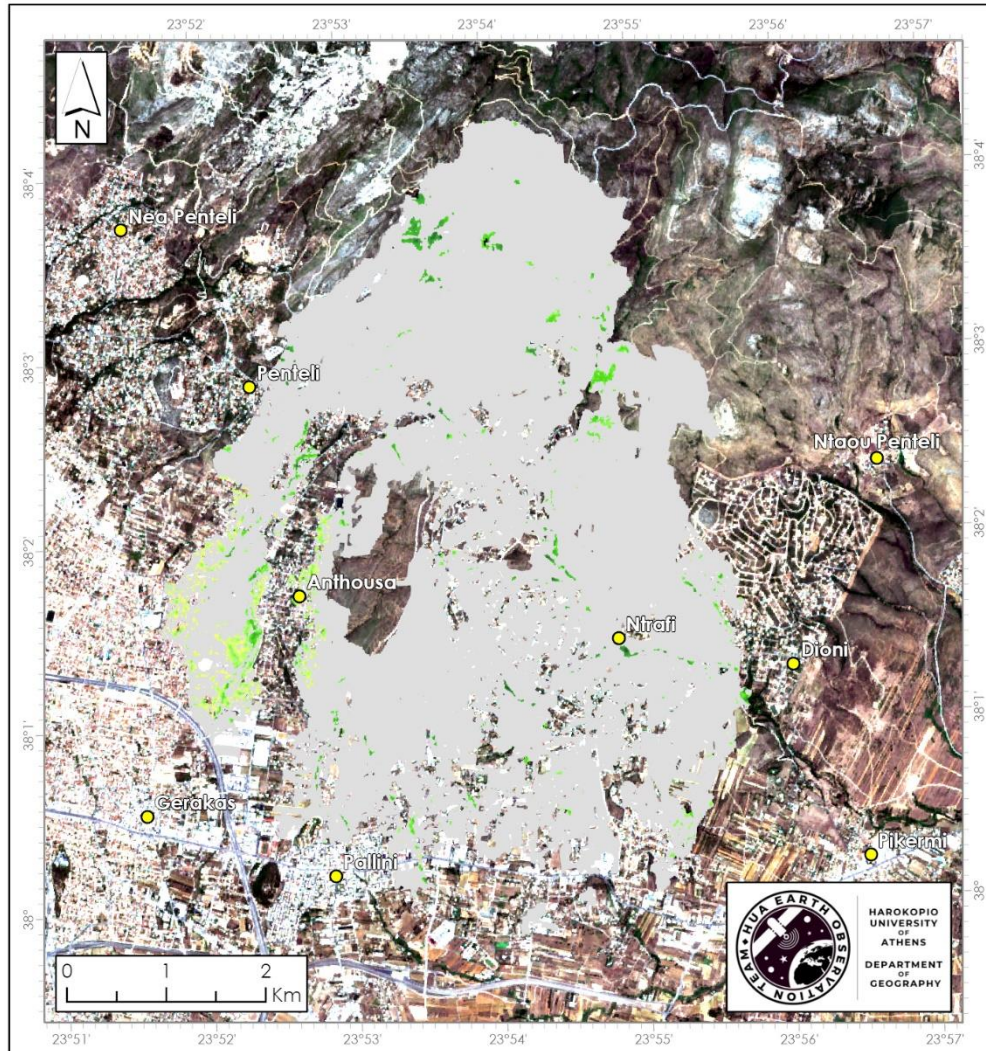 23°52' 23°53' 23°54' 23°55' 23°56' 23°57'
N
38°4'
38°4'
Nea Penteli
38°3'
38°3'
Penteli
Ntaou Penteli
38°2'
38°2'
Anthousa
Ntrafi
Dioni
38°1'
38°1'
Gerakas
Pallini
Pikermi
38°
38°
0 1 2
Km
HUA EARTH OBSERVATION TEAM
HAROKOPIO
UNIVERSITY
OF
ATHENS
DEPARTMENT
OF
GEOGRAPHY
23°51' 23°52' 23°53' 23°54' 23°55' 23°56' 23°57'